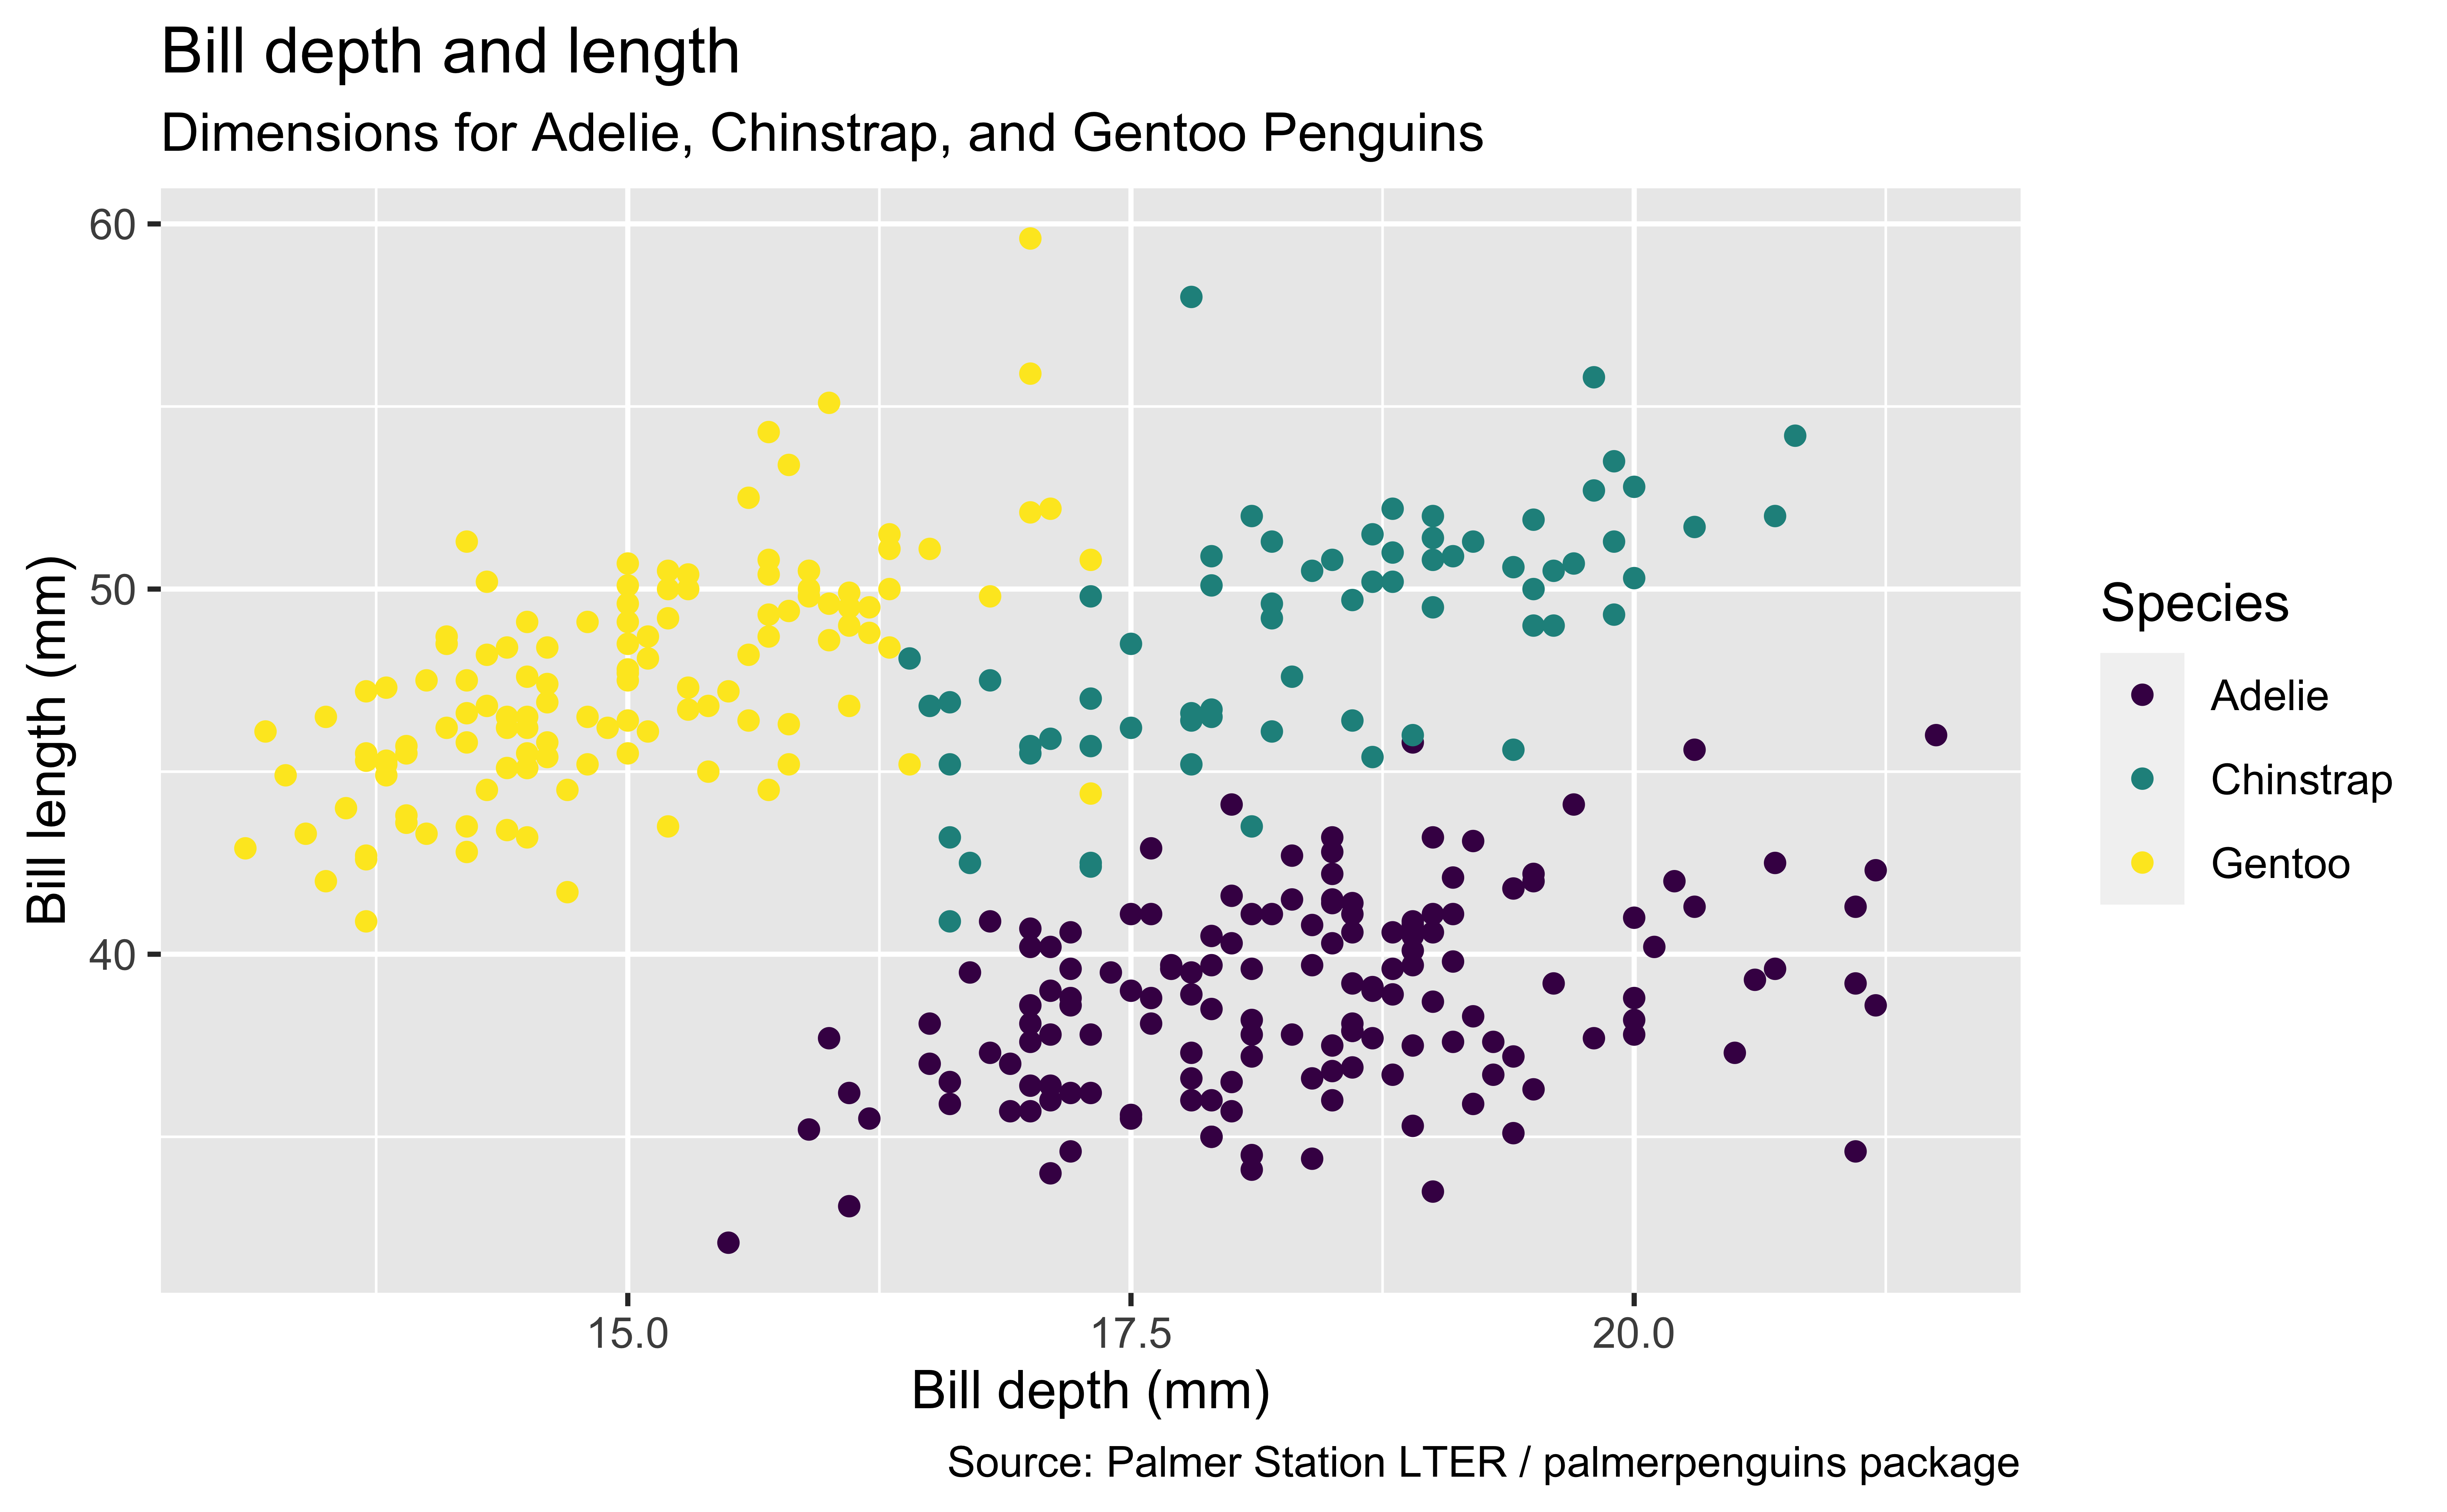 Bill depth and length
Dimensions for Adelie, Chinstrap, and Gentoo Penguins
60
50
40
Bill length (mm)
15.0 17.5 20.0
Bill depth (mm)
Species
Adelie
Chinstrap
Gentoo
Source: Palmer Station LTER / palmerpenguins package